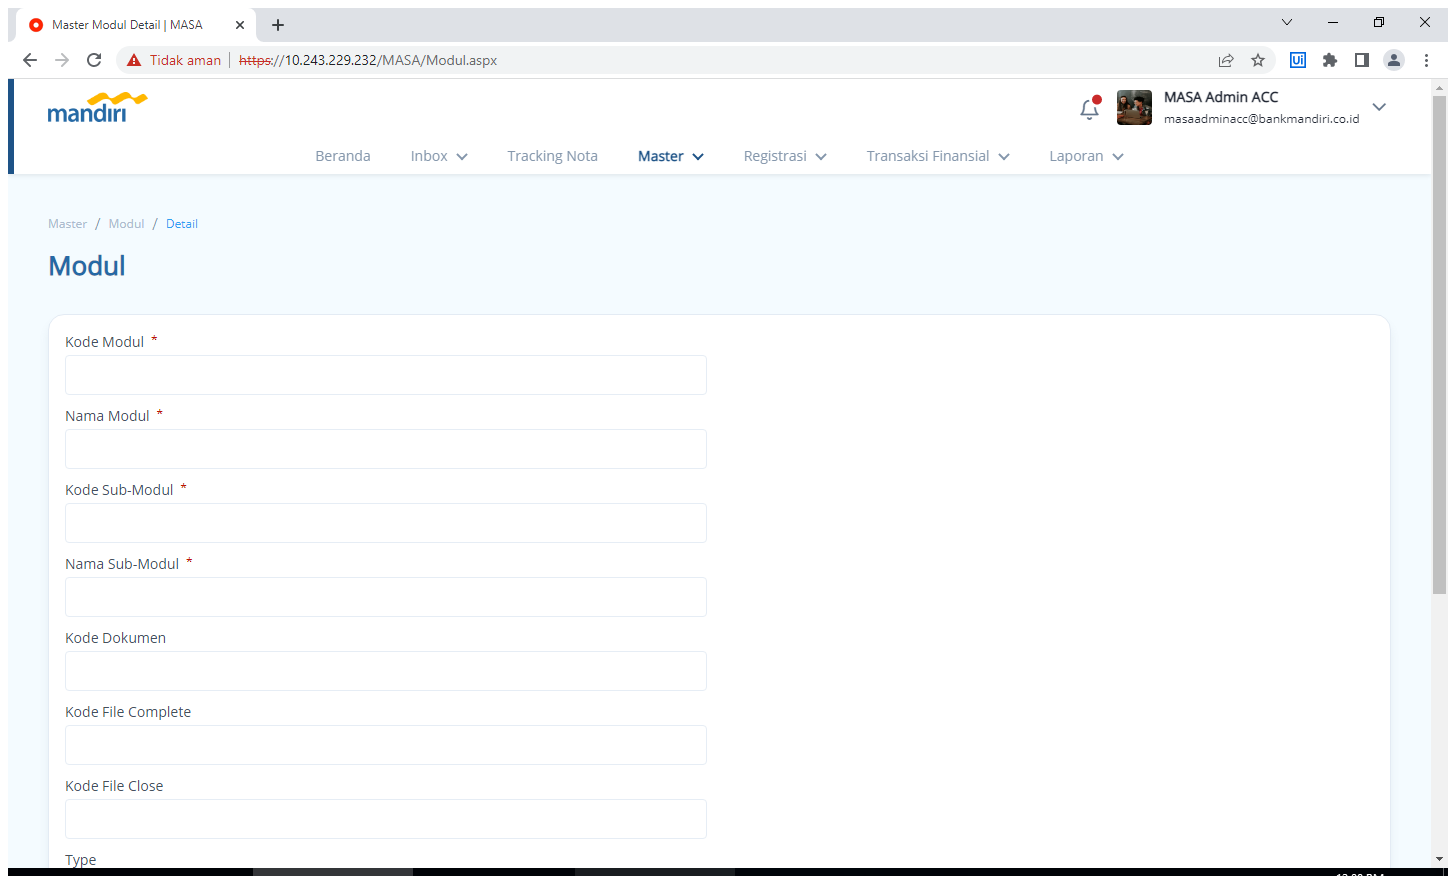 Master Modul Detail | MASA
Tidak aman | https://10.243.229.232/MASA/Modul.aspx
Ui
mandiri
MASA Admin ACC
masaadminacc@bankmandiri.co.id
Beranda Inbox Tracking Nota Master Registrasi Transaksi Finansial Laporan
Master / Modul / Detail
Modul
Kode Modul *
Nama Modul *
Kode Sub-Modul *
Nama Sub-Modul *
Kode Dokumen
Kode File Complete
Kode File Close
Type